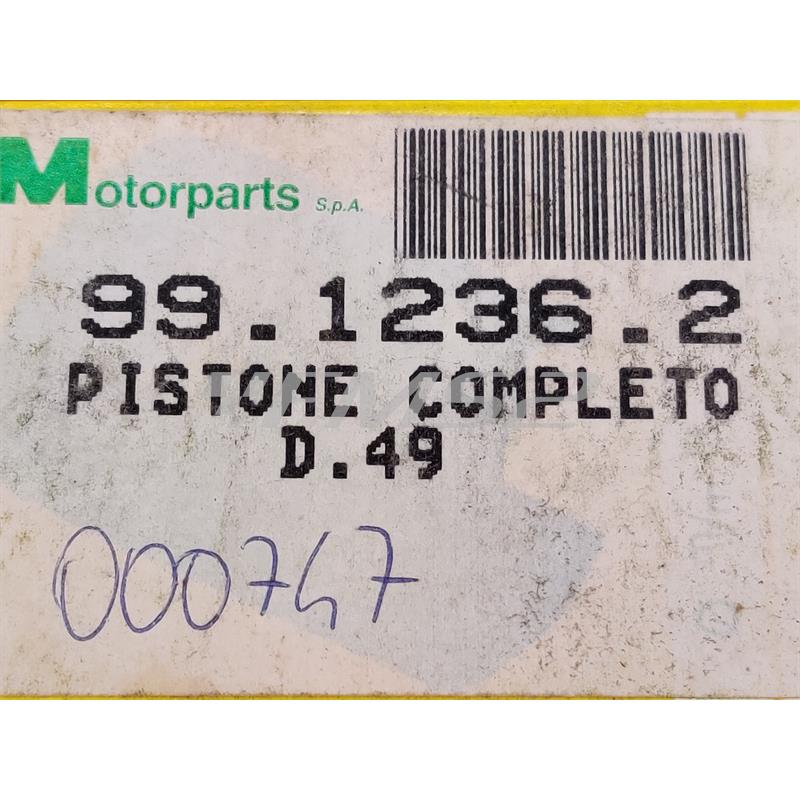 Motorparts S.p.A.
99.1236.2
PISTONE COMPLETO
D.49
000747